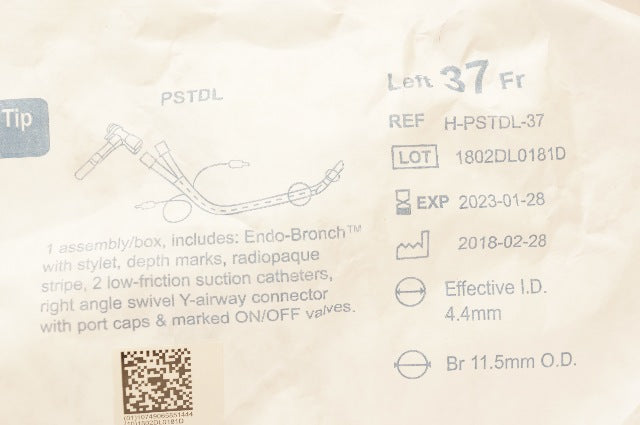 Tip
PSTDL
1 assembly/box, includes: Endo-Bronch™
with stylet, depth marks, radiopaque
stripe, 2 low-friction suction catheters,
right angle swivel Y-airway connector
with port caps & marked ON/OFF valves.
Left 37 Fr
REF H-PSTDL-37
LOT 1802DL0181D
EXP 2023-01-28
2018-02-28
Effective I.D.
4.4mm
Br 11.5mm O.D.
(10)1802DL0181D